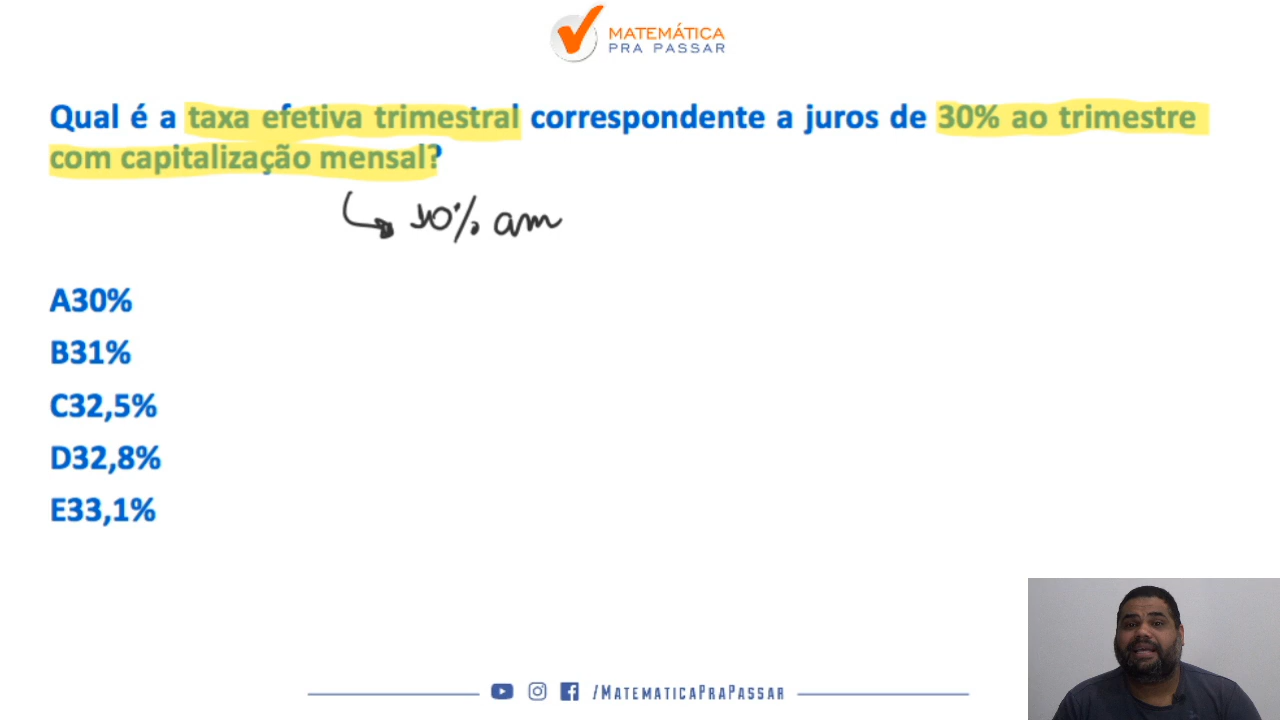 MATEMÁTICA
PRA PASSAR
Qual é a taxa efetiva trimestral correspondente a juros de 30% ao trimestre
com capitalização mensal?
10% am
A30%
B31%
C32,5%
D32,8%
E33,1%
/MATEMATICAPRAPASSAR